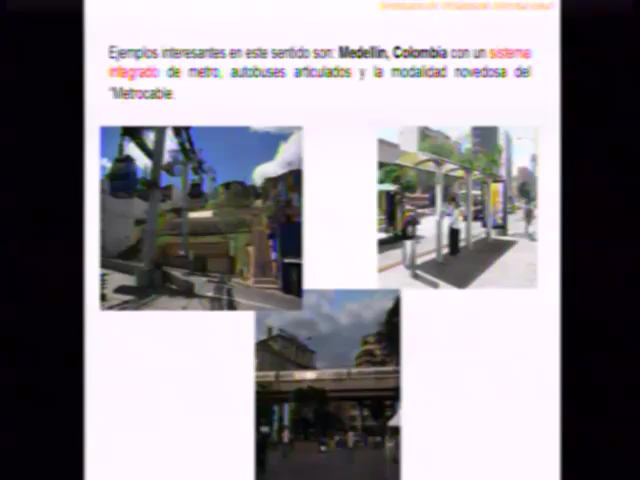 Ejemplos interesantes en este sentido son: Medellín, Colombia con un sistema
integrado de metro, autobuses articulados y la modalidad novedosa del
"Metrocable.